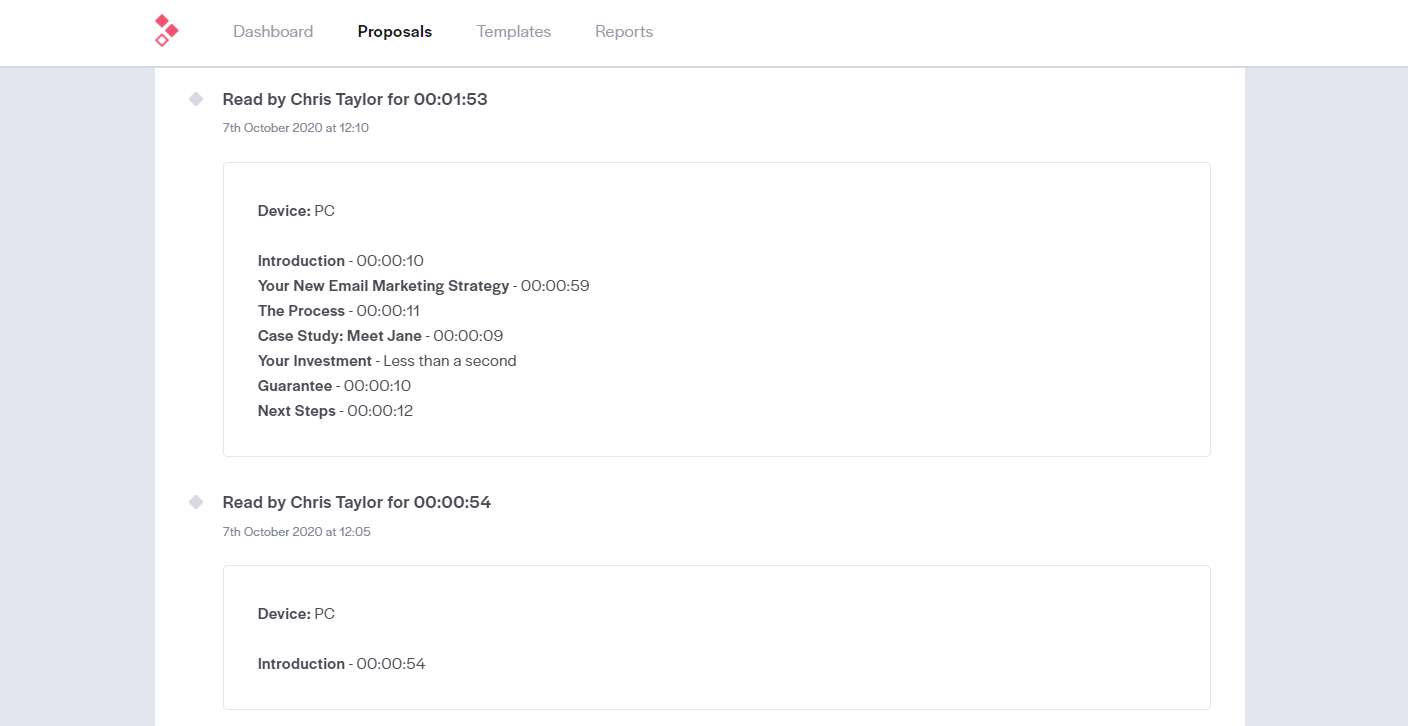 Dashboard Proposals Templates Reports
Read by Chris Taylor for 00:01:53
7th October 2020 at 12:10
Device: PC
Introduction - 00:00:10
Your New Email Marketing Strategy - 00:00:59
The Process - 00:00:11
Case Study: Meet Jane - 00:00:09
Your Investment - Less than a second
Guarantee - 00:00:10
Next Steps - 00:00:12
Read by Chris Taylor for 00:00:54
7th October 2020 at 12:05
Device: PC
Introduction - 00:00:54